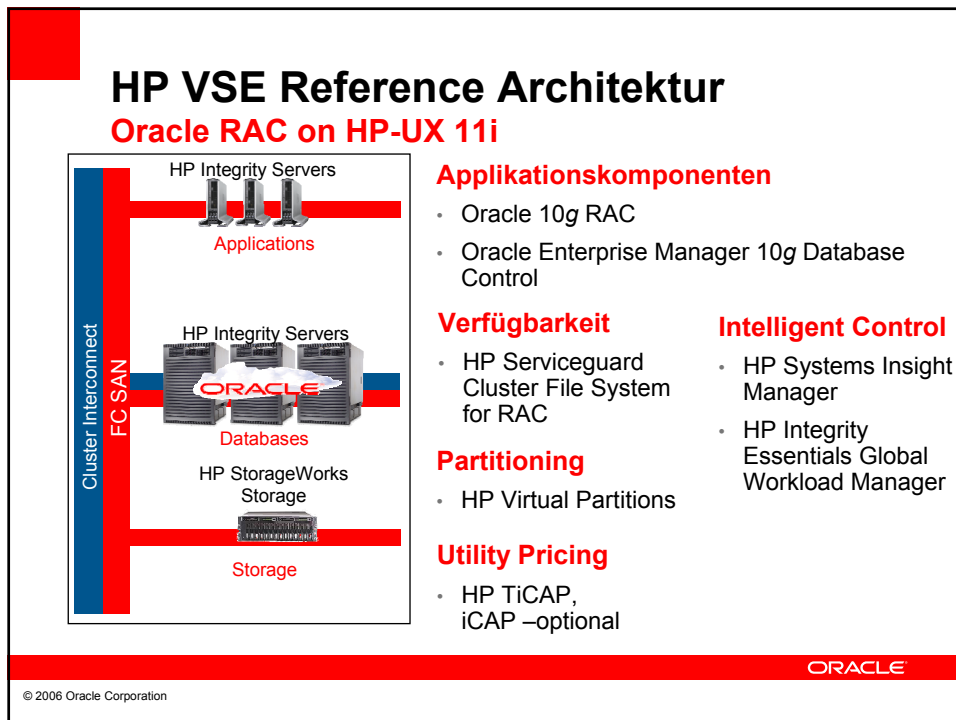 HP VSE Reference Architektur
Oracle RAC on HP-UX 11i
Cluster Interconnect
FC SAN
HP Integrity Servers
Applications
HP Integrity Servers
ORACLE
Databases
HP StorageWorks
Storage
Storage
Applikationskomponenten
• Oracle 10g RAC
• Oracle Enterprise Manager 10g Database
Control
Verfügbarkeit
• HP Serviceguard
Cluster File System
for RAC
Partitioning
• HP Virtual Partitions
Utility Pricing
• HP TiCAP,
iCAP –optional
Intelligent Control
• HP Systems Insight
Manager
• HP Integrity
Essentials Global
Workload Manager
ORACLE
© 2006 Oracle Corporation